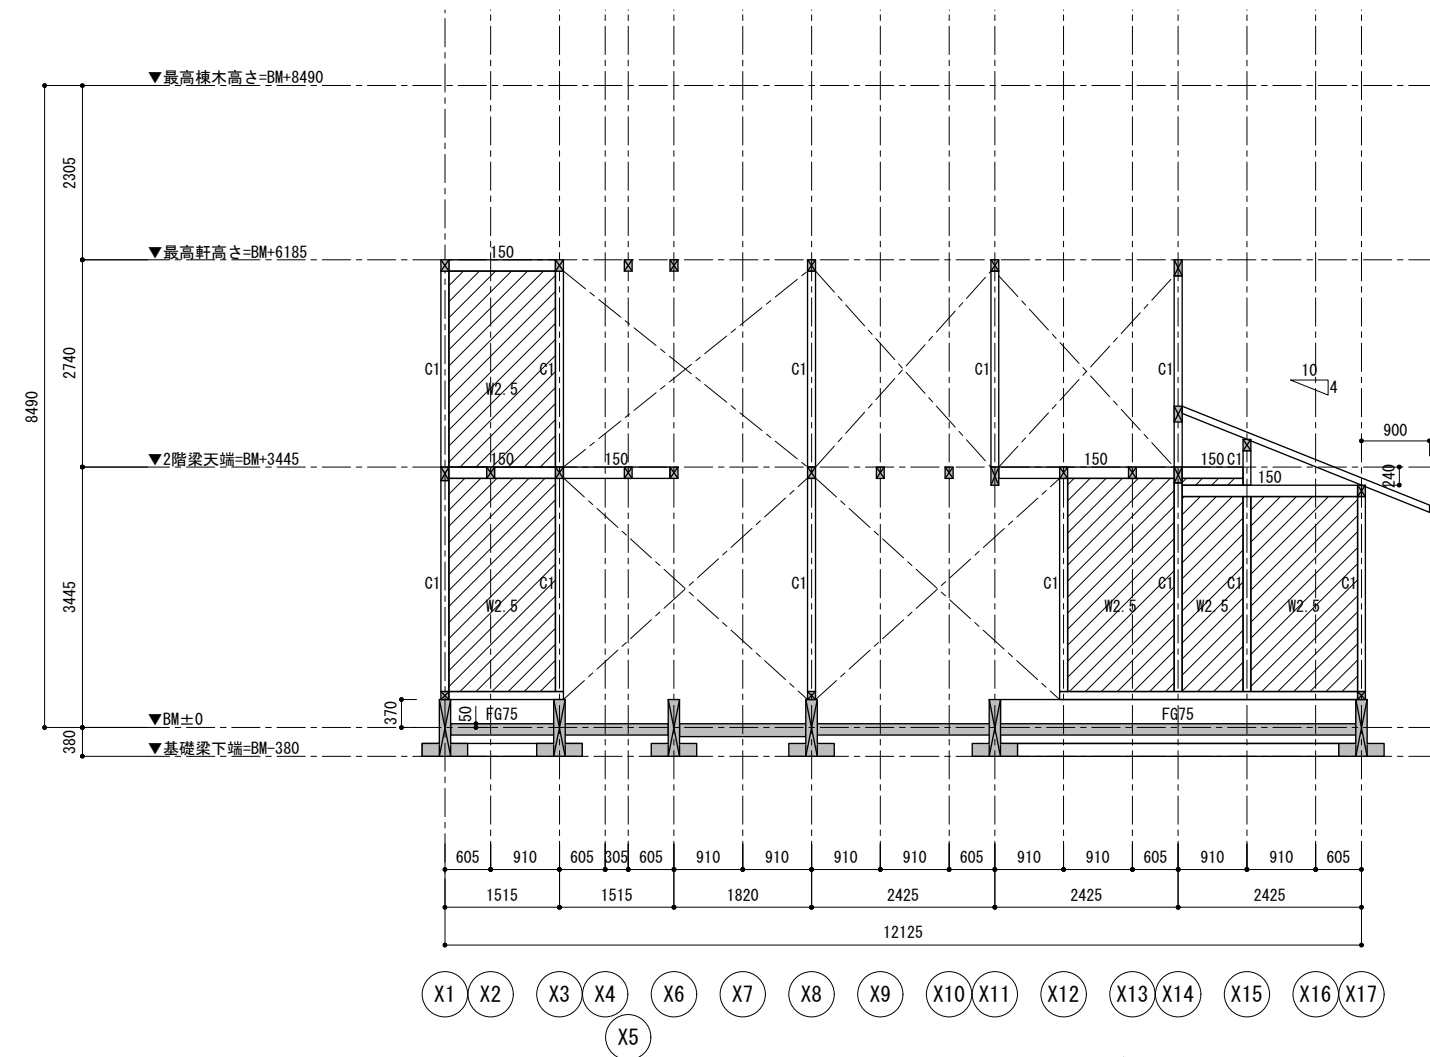 ▼最高棟木高さ=BM+8490
2305
▼最高軒高さ=BM+6185
150
2740
8490
C1
C1
C1
C1
C1
W2.5
10
4
900
▼2階梁天端=BM+3445
150
150
150
150
C1
150
240
3445
C1
C1
C1
C1
C1
C1
C1
W2.5
W2.5
W2.5
W2.5
▼BM±0
370
50
FG75
FG75
380
▼基礎梁下端=BM-380
605
910
605
305
605
910
910
910
910
605
910
910
605
910
910
605
1515
1515
1820
2425
2425
2425
12125
X1
X2
X3
X4
X6
X7
X8
X9
X10
X11
X12
X13
X14
X15
X16
X17
X5